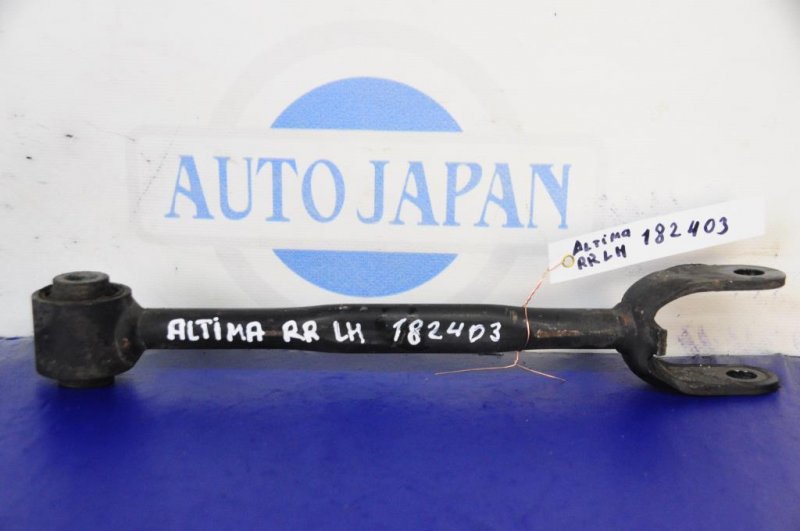 AUTO JAPAN
ALTIMA
RR LH 182403
ALTIMA RR LH 182403